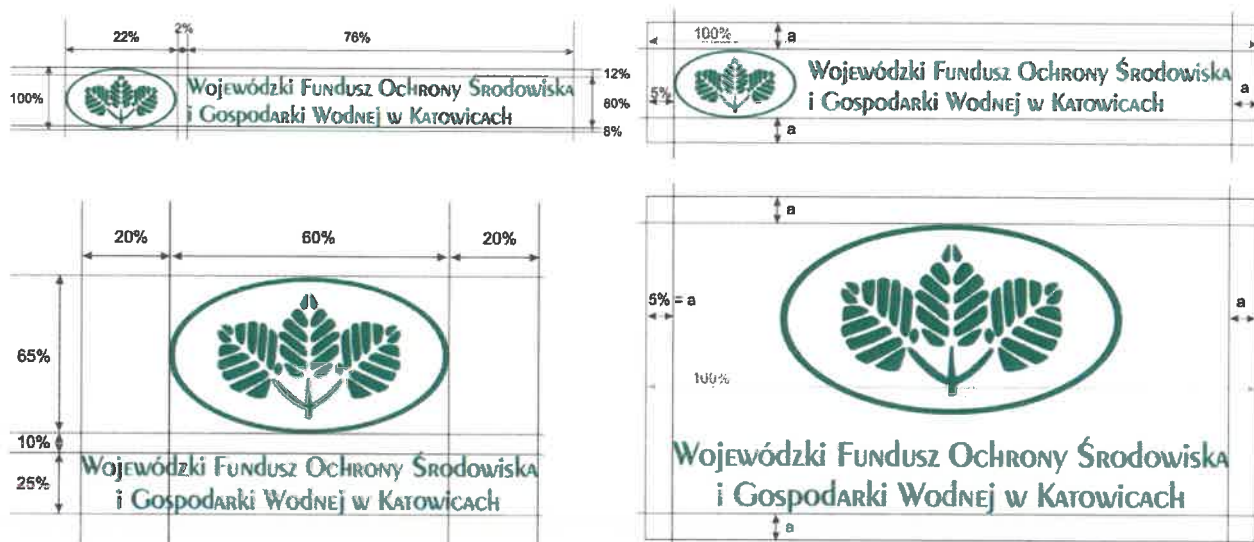 22%
2%
76%
100%
12%
80%
8%
Wojewódzki Fundusz Ochrony Środowiska
i Gospodarki Wodnej w Katowicach
100%
a
5%
a
a
Wojewódzki Fundusz Ochrony Środowiska
i Gospodarki Wodnej w Katowicach
20%
60%
20%
65%
10%
25%
Wojewódzki Fundusz Ochrony Środowiska
i Gospodarki Wodnej w Katowicach
a
5% = a
a
100%
Wojewódzki Fundusz Ochrony Środowiska
i Gospodarki Wodnej w Katowicach
a